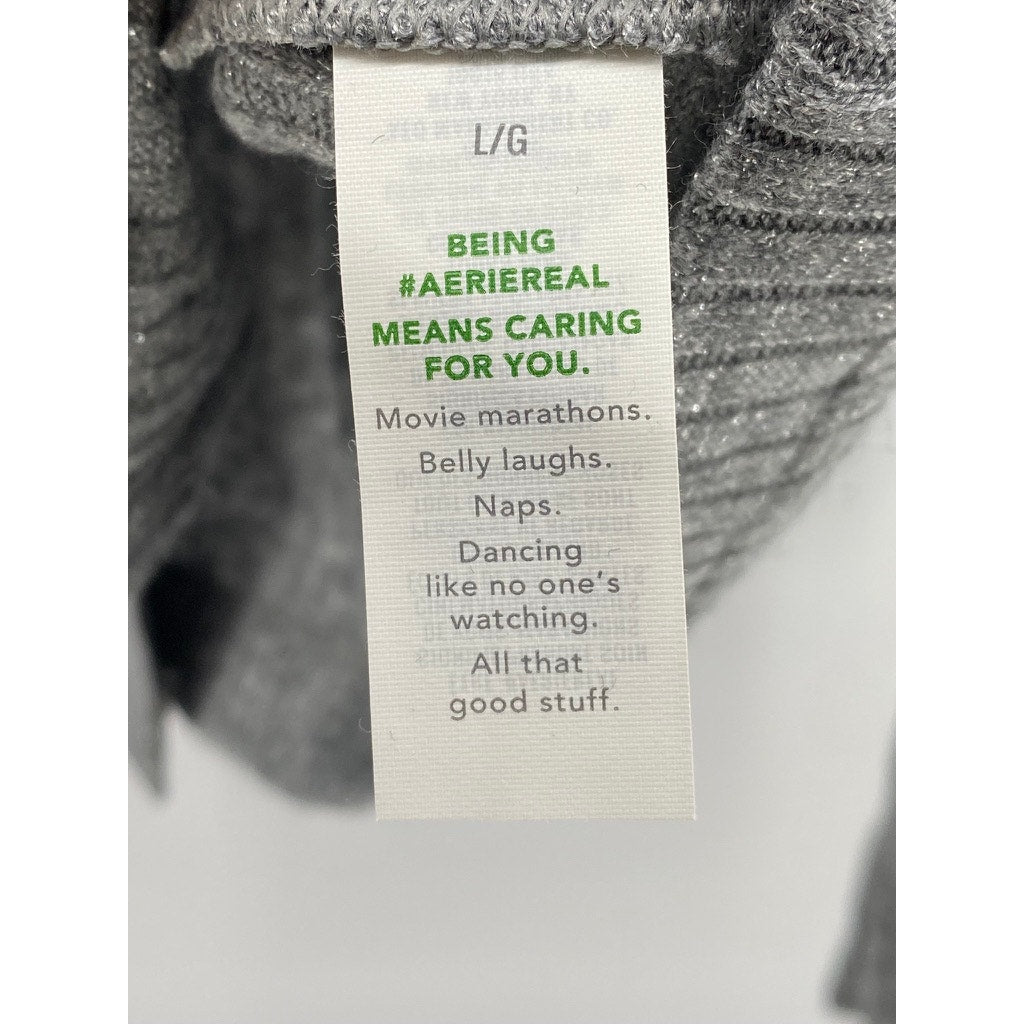 L/G
BEING
#AERIEREAL
MEANS CARING
FOR YOU.
Movie marathons.
Belly laughs.
Naps.
Dancing
like no one's
watching.
All that
good stuff.